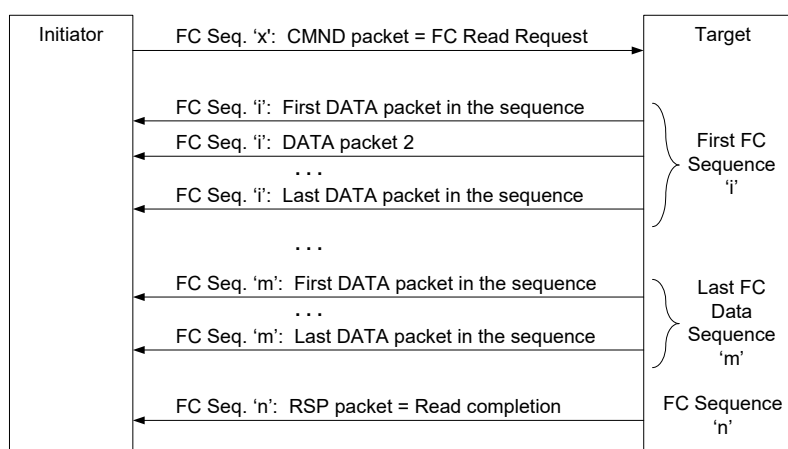 Initiator
FC Seq. ‘x': CMND packet = FC Read Request
Target
FC Seq. ‘i’: First DATA packet in the sequence
FC Seq. ‘i’: DATA packet 2
. . .
FC Seq. ‘i’: Last DATA packet in the sequence
First FC
Sequence
‘i’
. . .
FC Seq. ‘m’: First DATA packet in the sequence
. . .
FC Seq. ‘m’: Last DATA packet in the sequence
Last FC
Data
Sequence
‘m’
FC Seq. ‘n’: RSP packet = Read completion
FC Sequence
‘n’